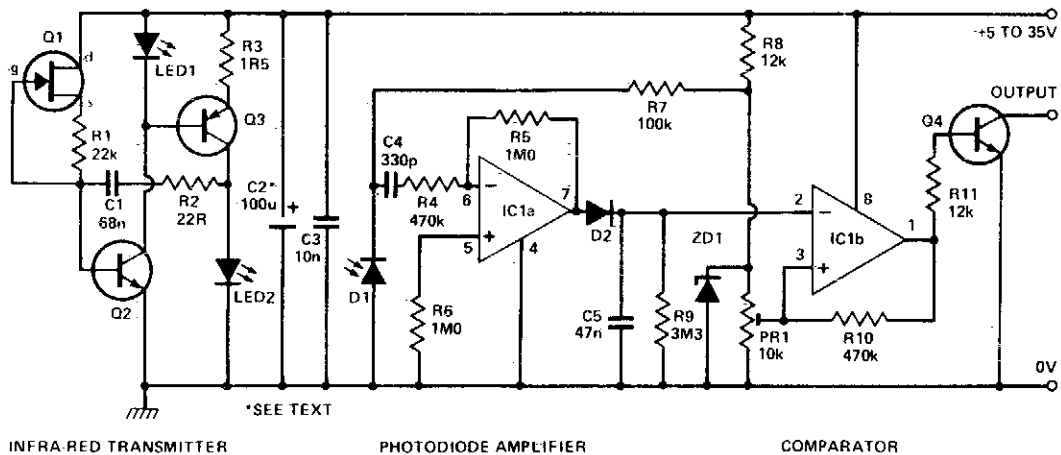 Q1
g
d
s
LED1
R3
1R5
Q3
R1
22k
C1
68n
R2
22R
C2*
100u
+
C3
10n
Q2
LED2
*SEE TEXT
INFRA-RED TRANSMITTER
C4
330p
R4
470k
R5
1M0
R7
100k
6
−
IC1a
7
5
+
4
D1
R6
1M0
D2
C5
47n
R9
3M3
PHOTODIODE AMPLIFIER
R8
12k
ZD1
PR1
10k
2
−
8
IC1b
1
3
+
R10
470k
R11
12k
Q4
+5 TO 35V
OUTPUT
0V
COMPARATOR